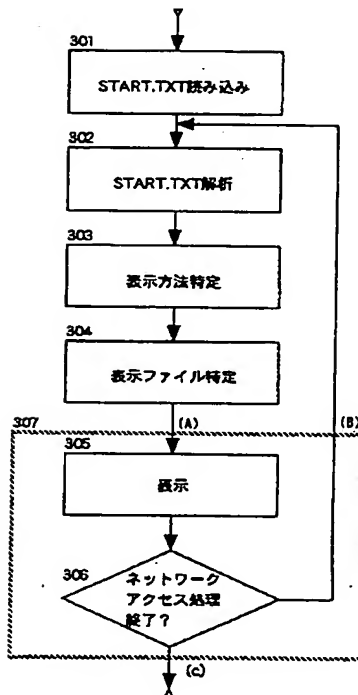 301
START.TXT読み込み
302
START.TXT解析
303
表示方法特定
304
表示ファイル特定
307
(A)
(B)
305
表示
306
ネットワーク
アクセス処理
終了?
(c)